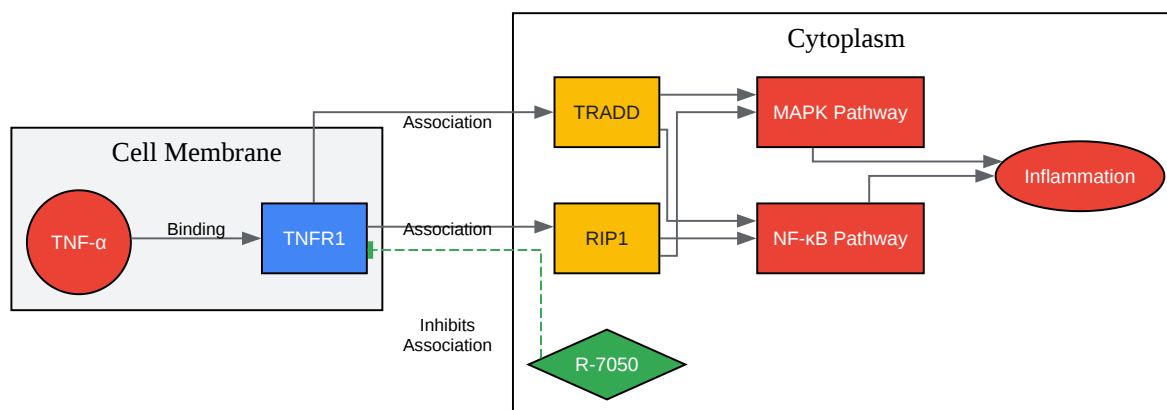 Cytoplasm
TRADD
MAPK Pathway
Association
Cell Membrane
Inflammation
TNF-α
Binding
TNFR1
Association
RIP1
NF-κB Pathway
Inhibits
Association
R-7050